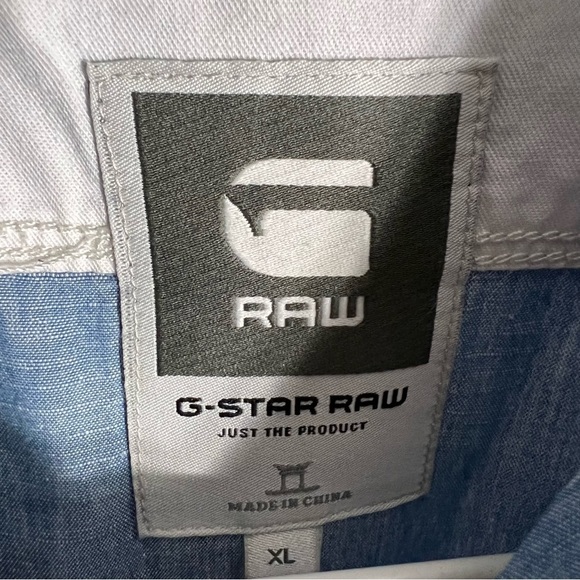 RAW
G-STAR RAW
JUST THE PRODUCT
MADE IN CHINA
XL